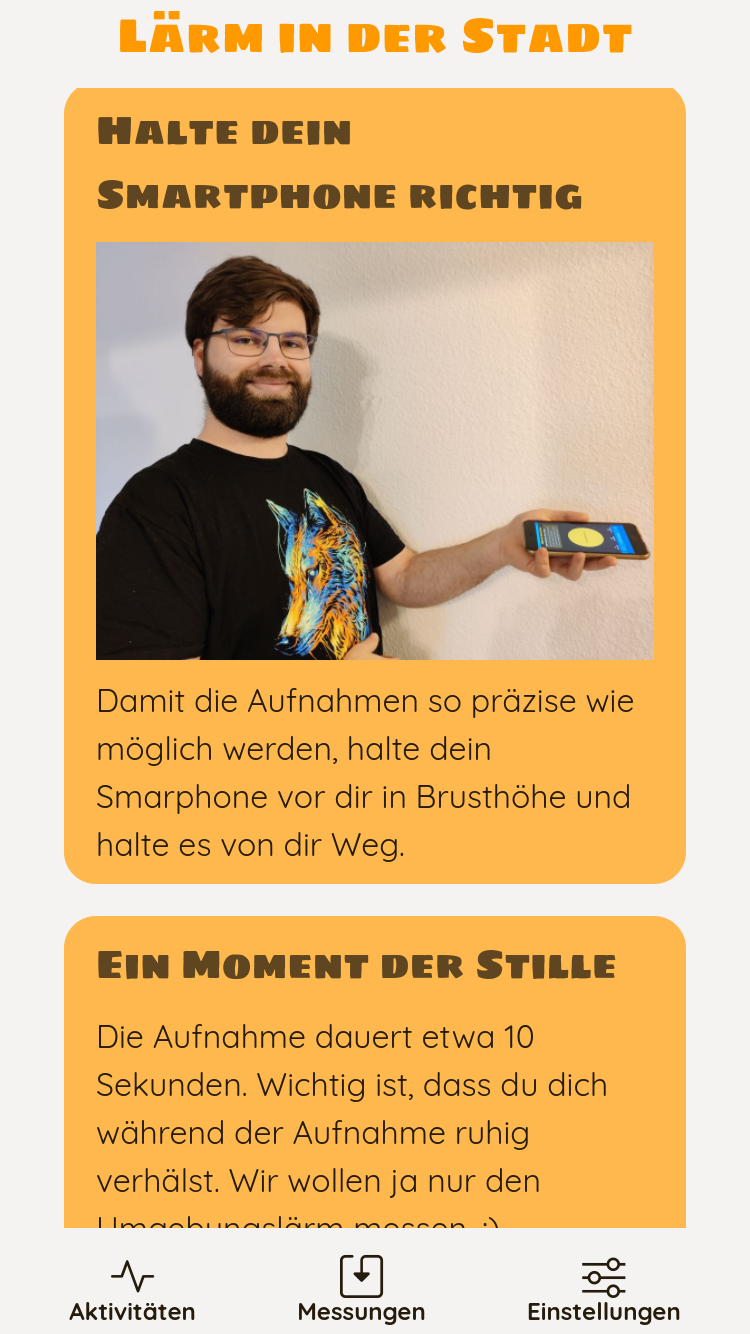 Lärm in der Stadt
Halte dein
Smartphone richtig
Damit die Aufnahmen so präzise wie
möglich werden, halte dein
Smarphone vor dir in Brusthöhe und
halte es von dir Weg.
Ein Moment der Stille
Die Aufnahme dauert etwa 10
Sekunden. Wichtig ist, dass du dich
während der Aufnahme ruhig
verhälst. Wir wollen ja nur den
Umgebungslärm messen. :)
Aktivitäten
Messungen
Einstellungen